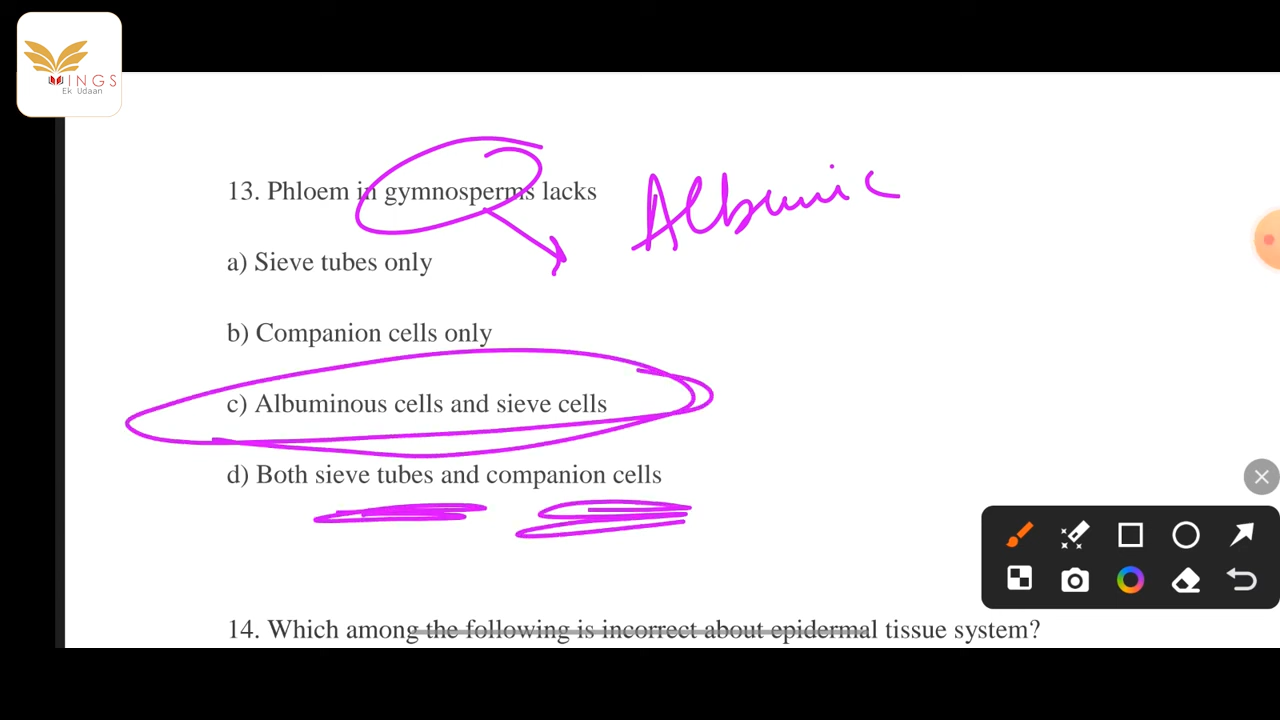 WINGS
Ek Udaan
13. Phloem in gymnosperms lacks
a) Sieve tubes only
b) Companion cells only
c) Albuminous cells and sieve cells
d) Both sieve tubes and companion cells
14. Which among the following is incorrect about epidermal tissue system?